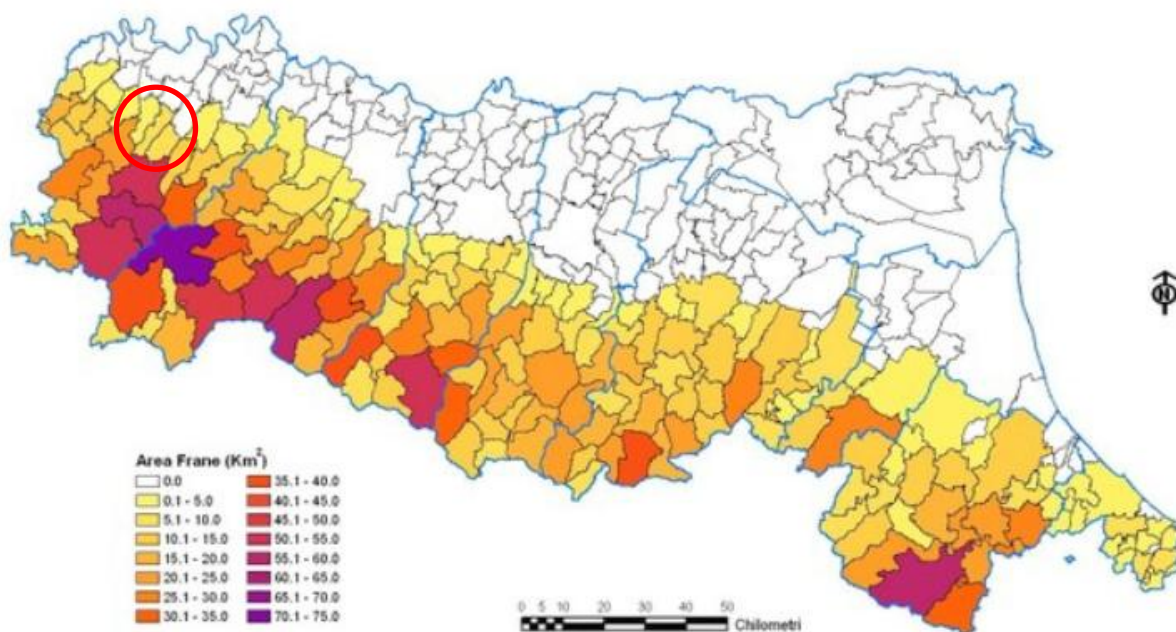 N
Area Frane (Km2)
0.0
0.1 - 5.0
5.1 - 10.0
10.1 - 15.0
15.1 - 20.0
20.1 - 25.0
25.1 - 30.0
30.1 - 35.0
35.1 - 40.0
40.1 - 45.0
45.1 - 50.0
50.1 - 55.0
55.1 - 60.0
60.1 - 65.0
65.1 - 70.0
70.1 - 75.0
0 5 10 20 30 40 50
Chilometri